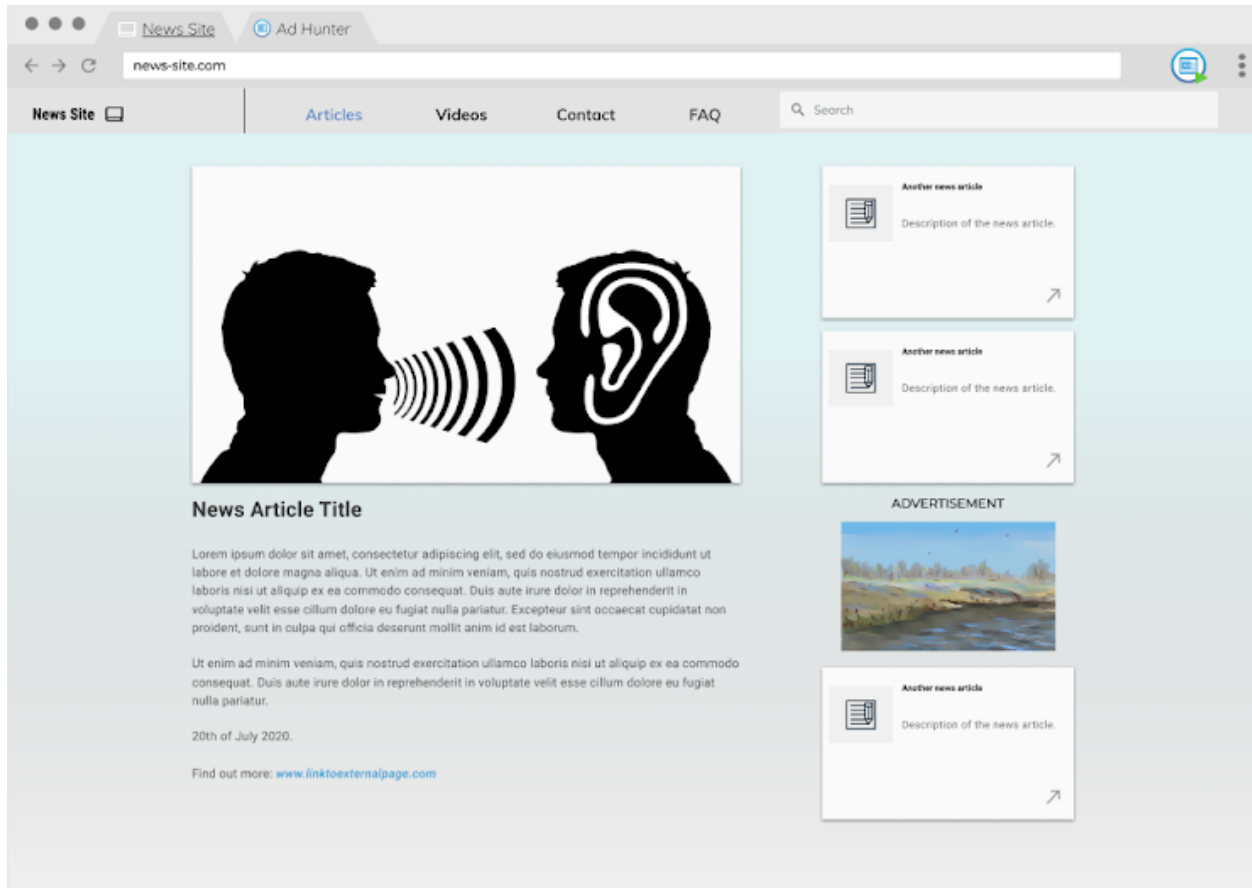 News Site
Ad Hunter
news-site.com
News Site
Articles
Videos
Contact
FAQ
Search
News Article Title
Lorem ipsum dolor sit amet, consectetur adipiscing elit, sed do eiusmod tempor incididunt ut
labore et dolore magna aliqua. Ut enim ad minim veniam, quis nostrud exercitation ullamco
laboris nisi ut aliquip ex ea commodo consequat. Duis aute irure dolor in reprehenderit in
voluptate velit esse cillum dolore eu fugiat nulla pariatur. Excepteur sint occaecat cupidatat non
proident, sunt in culpa qui officia deserunt mollit anim id est laborum.
Ut enim ad minim veniam, quis nostrud exercitation ullamco laboris nisi ut aliquip ex ea commodo
consequat. Duis aute irure dolor in reprehenderit in voluptate velit esse cillum dolore eu fugiat
nulla pariatur.
20th of July 2020.
Find out more: www.linktoexternalpage.com
Another news article
Description of the news article.
Another news article
Description of the news article.
ADVERTISEMENT
Another news article
Description of the news article.